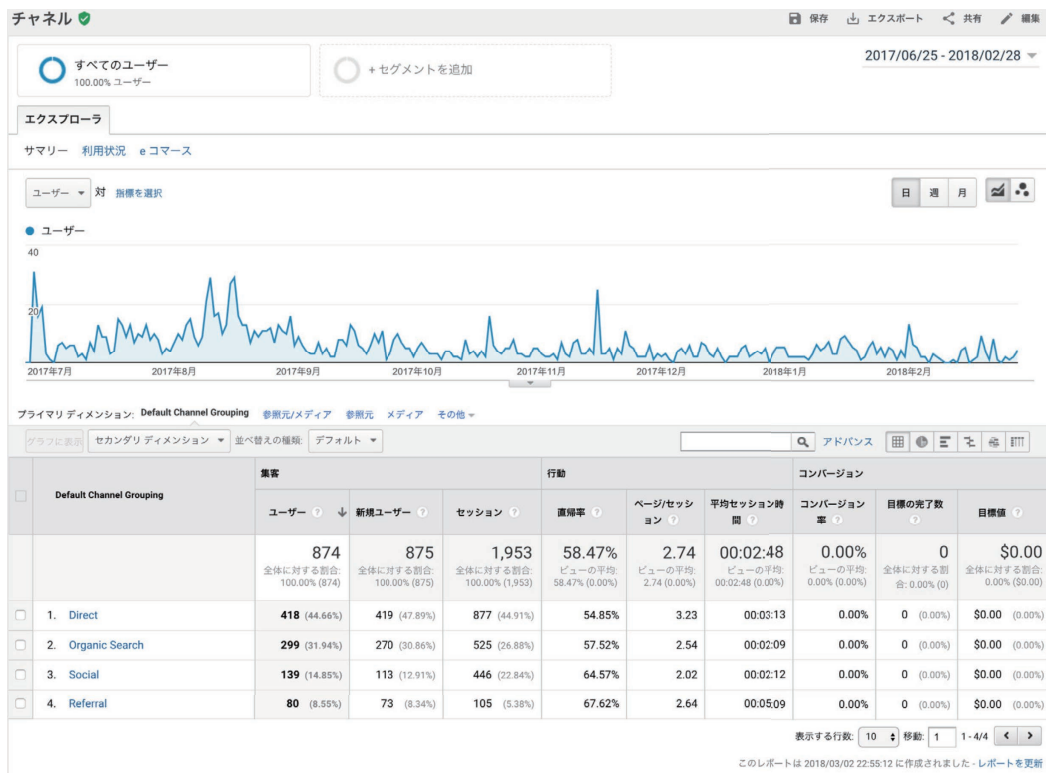 チャネル
保存 エクスポート 共有 編集
すべてのユーザー
100.00% ユーザー
+ セグメントを追加
2017/06/25 - 2018/02/28
エクスプローラ
サマリー 利用状況 e コマース
ユーザー 対 指標を選択
日 週 月
ユーザー
40
20
2017年7月 2017年8月 2017年9月 2017年10月 2017年11月 2017年12月 2018年1月 2018年2月
プライマリ ディメンション: Default Channel Grouping 参照元/メディア 参照元 メディア その他
グラフに表示 セカンダリ ディメンション 並べ替えの種類: デフォルト アドバンス
Default Channel Grouping 集客 行動 コンバージョン
ユーザー ? 新規ユーザー ? セッション ? 直帰率 ? ページ/セッション ? 平均セッション時間 ? コンバージョン率 ? 目標の完了数 ? 目標値 ?
874 875 1,953 58.47% 2.74 00:02:48 0.00% 0 $0.00
全体に対する割合: 100.00% (874) 全体に対する割合: 100.00% (875) 全体に対する割合: 100.00% (1,953) ビューの平均: 58.47% (0.00%) ビューの平均: 2.74 (0.00%) ビューの平均: 00:02:48 (0.00%) ビューの平均: 0.00% (0.00%) 全体に対する割合: 0.00% (0) 全体に対する割合: 0.00% ($0.00)
1. Direct 418 (44.66%) 419 (47.89%) 877 (44.91%) 54.85% 3.23 00:03:13 0.00% 0 (0.00%) $0.00 (0.00%)
2. Organic Search 299 (31.94%) 270 (30.86%) 525 (26.88%) 57.52% 2.54 00:02:09 0.00% 0 (0.00%) $0.00 (0.00%)
3. Social 139 (14.85%) 113 (12.91%) 446 (22.84%) 64.57% 2.02 00:02:12 0.00% 0 (0.00%) $0.00 (0.00%)
4. Referral 80 (8.55%) 73 (8.34%) 105 (5.38%) 67.62% 2.64 00:05:09 0.00% 0 (0.00%) $0.00 (0.00%)
表示する行数: 10 移動: 1 1 - 4/4
このレポートは 2018/03/02 22:55:12 に作成されました - レポートを更新